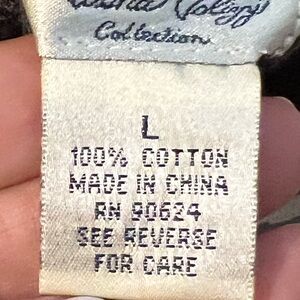 Collection
L
100% COTTON
MADE IN CHINA
RN 90624
SEE REVERSE
FOR CARE